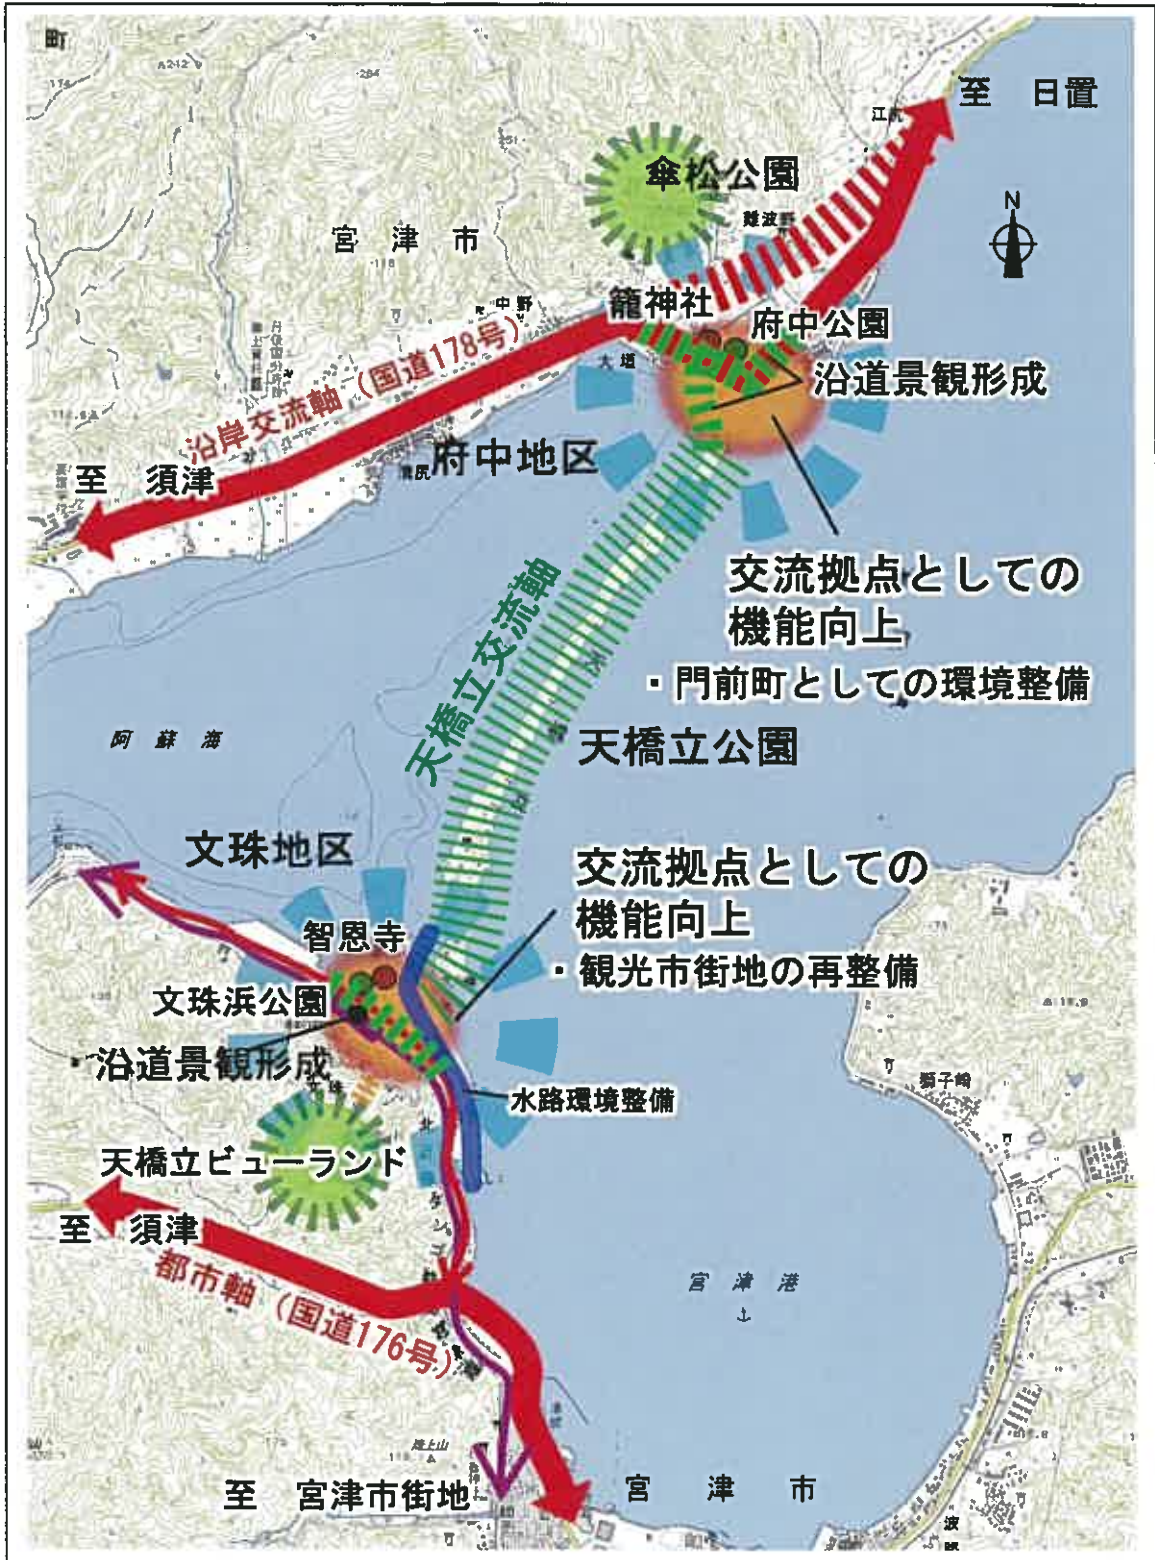 町
至 日置
江尻
傘松公園
難波野
N
宮津市
籠神社
中野
府中公園
大垣
沿道景観形成
沿岸交流軸（国道178号）
府中地区
至 須津
交流拠点としての
機能向上
・門前町としての環境整備
天橋立交流軸
天橋立公園
阿蘇海
文珠地区
交流拠点としての
機能向上
・観光市街地の再整備
智恩寺
文珠浜公園
沿道景観形成
文珠
水路環境整備
獅子崎
天橋立ビューランド
至 須津
都市軸（国道176号）
宮津港
至 宮津市街地
宮津市
波路